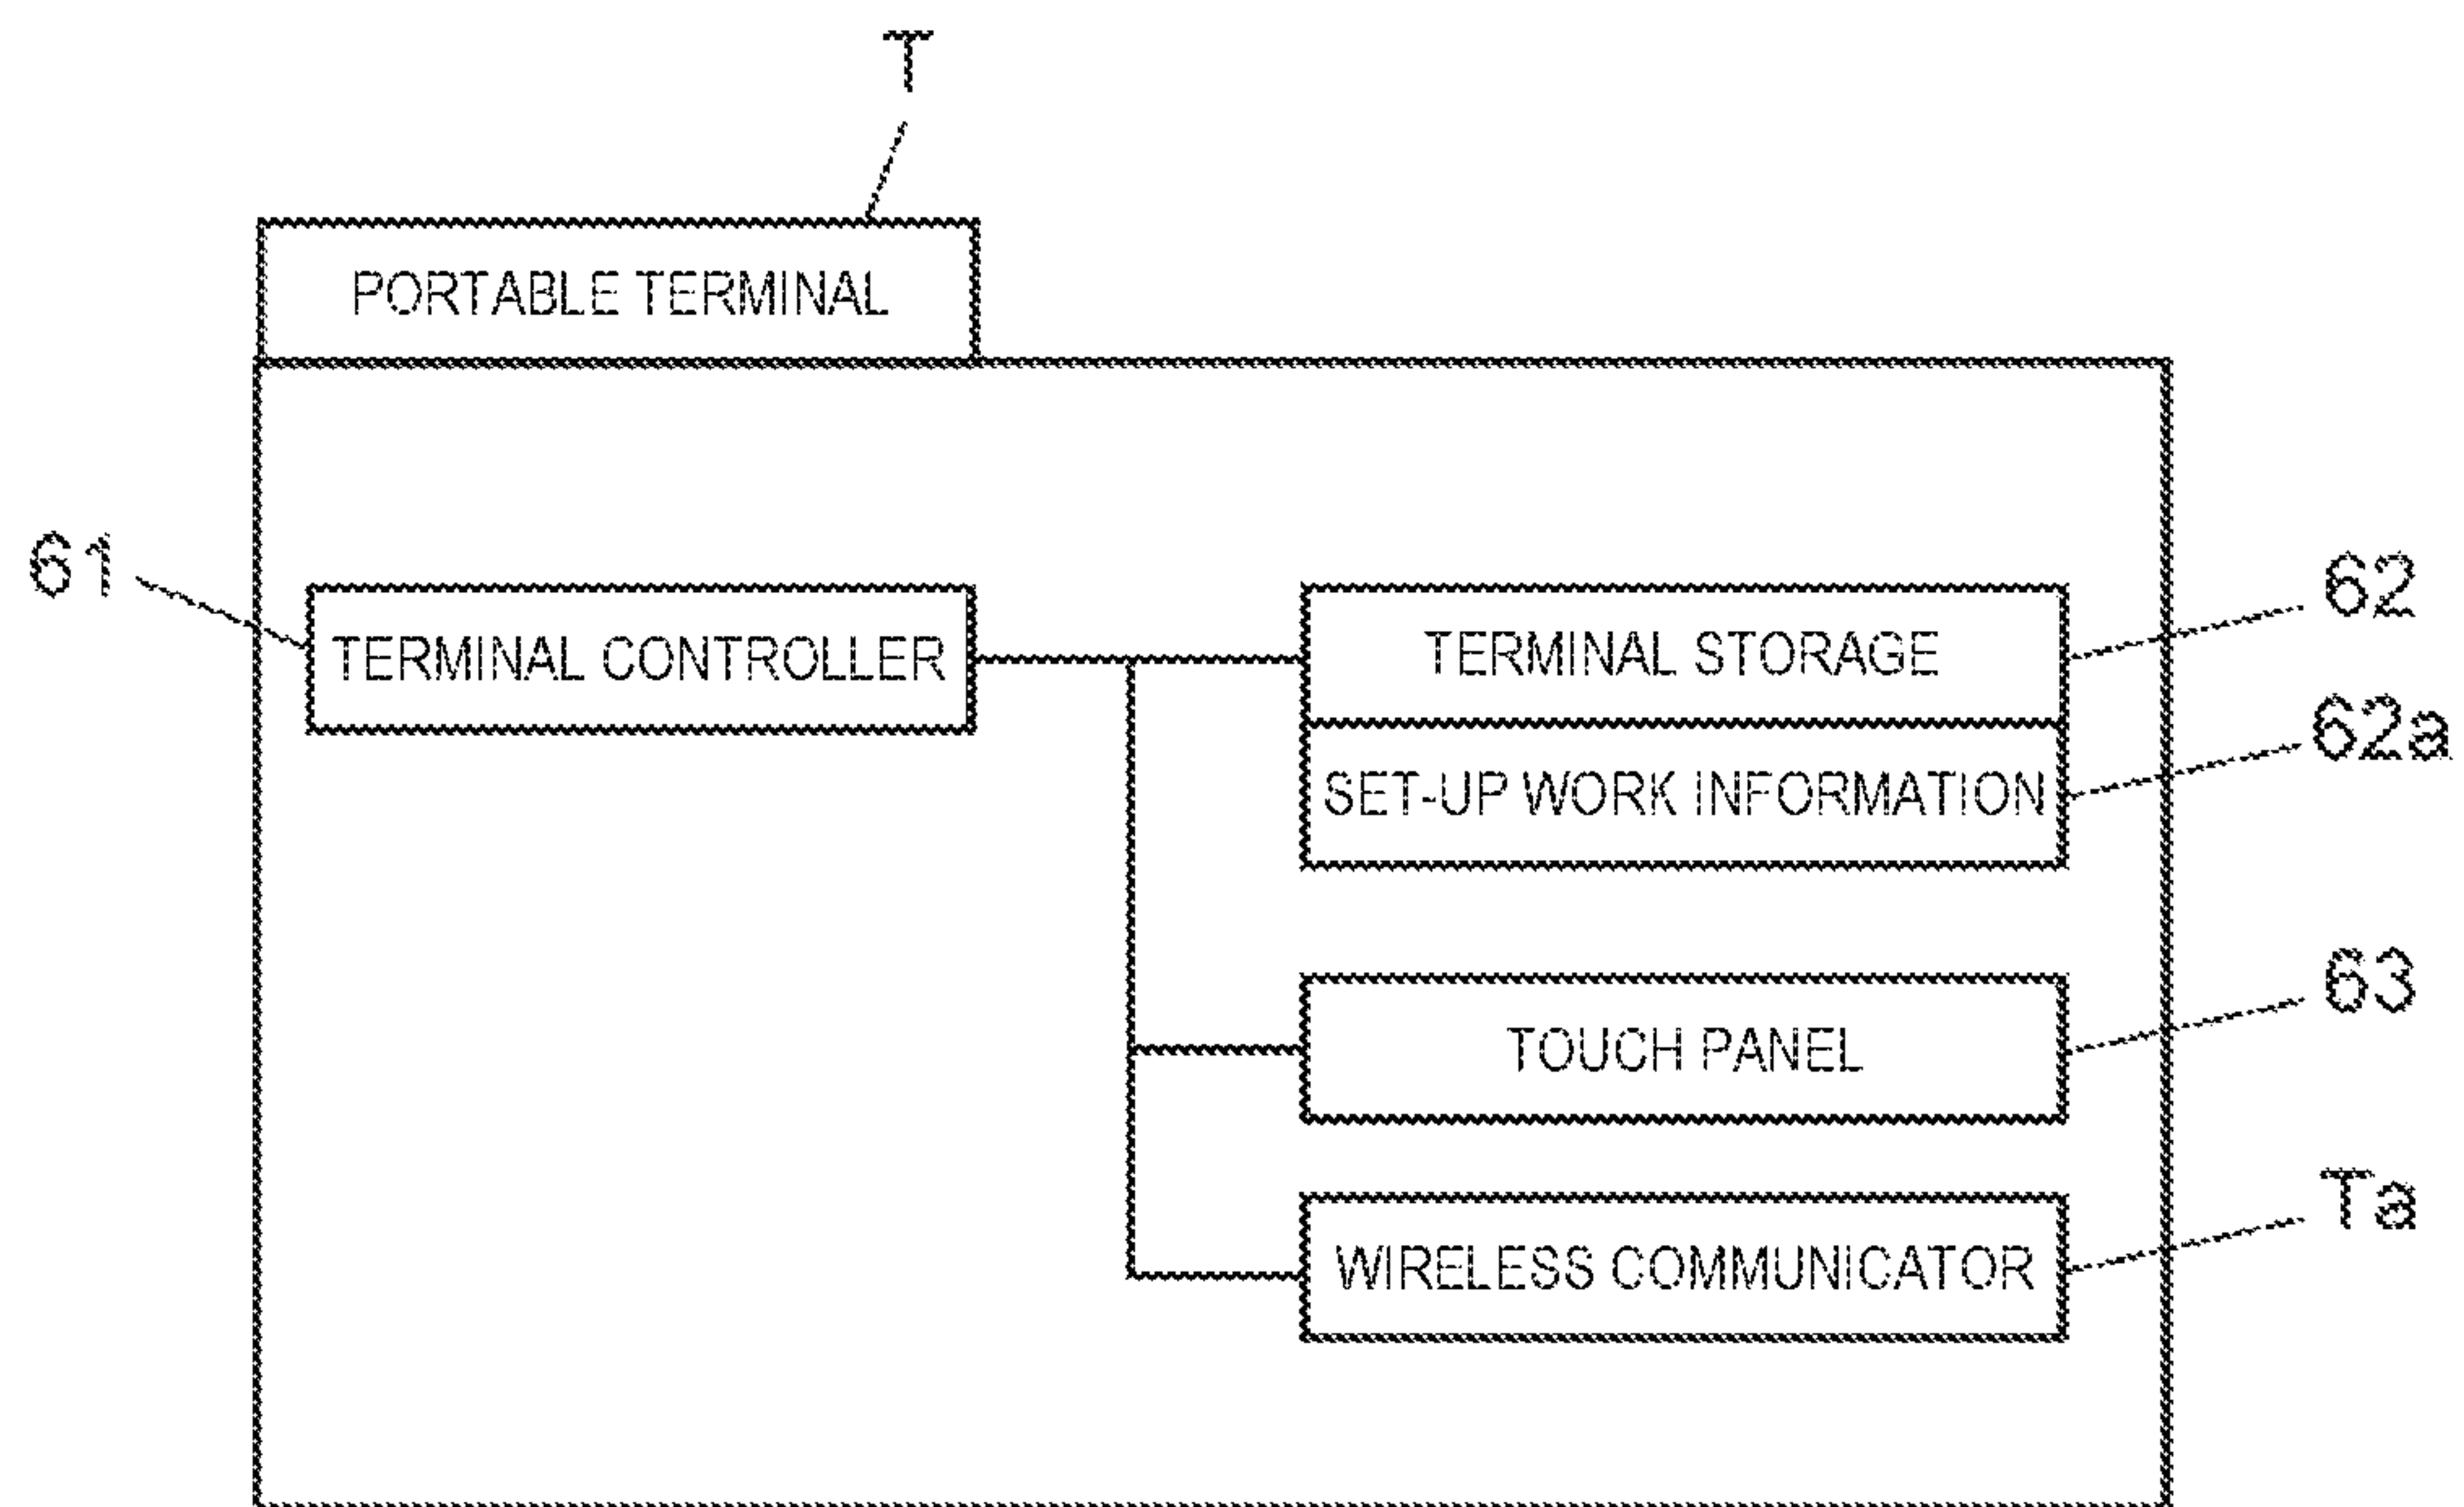 T
PORTABLE TERMINAL
61
TERMINAL CONTROLLER
TERMINAL STORAGE
62
SET-UP WORK INFORMATION
62a
TOUCH PANEL
63
WIRELESS COMMUNICATOR
Ta